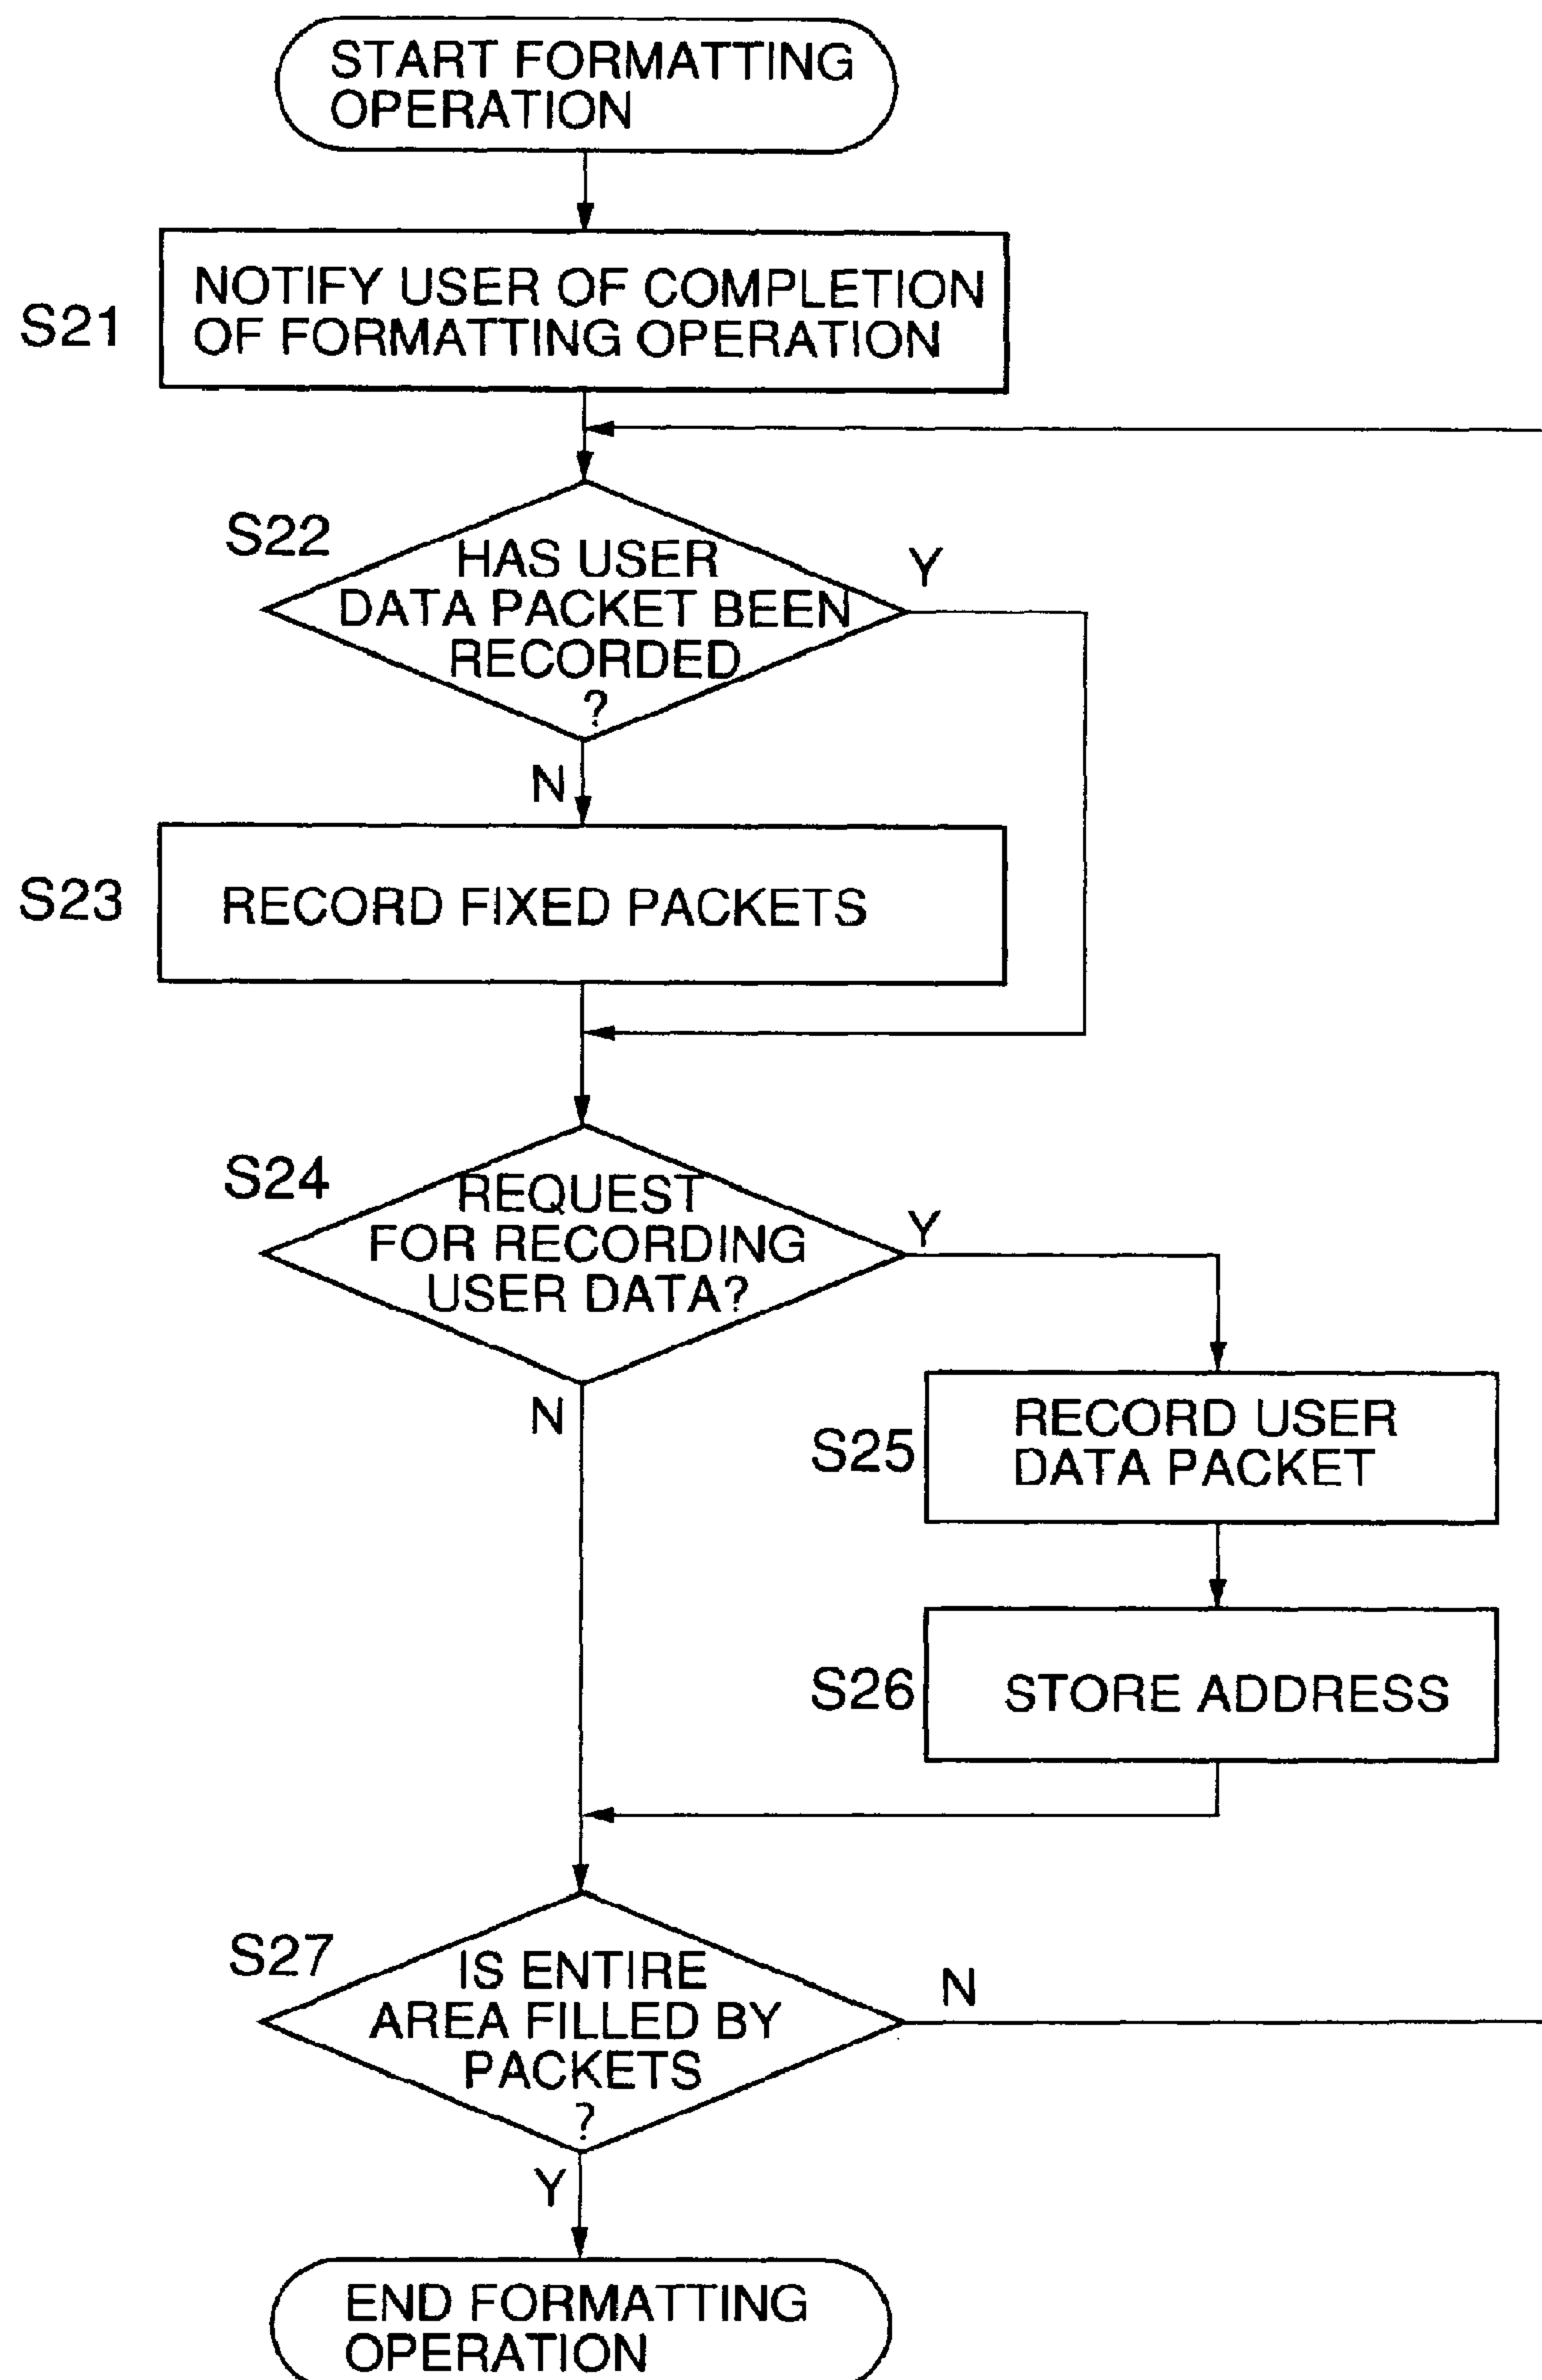 START FORMATTING
OPERATION
S21
NOTIFY USER OF COMPLETION
OF FORMATTING OPERATION
S22
HAS USER
DATA PACKET BEEN
RECORDED
?
Y
N
S23
RECORD FIXED PACKETS
S24
REQUEST
FOR RECORDING
USER DATA?
Y
N
S25
RECORD USER
DATA PACKET
S26
STORE ADDRESS
S27
IS ENTIRE
AREA FILLED BY
PACKETS
?
N
Y
END FORMATTING
OPERATION